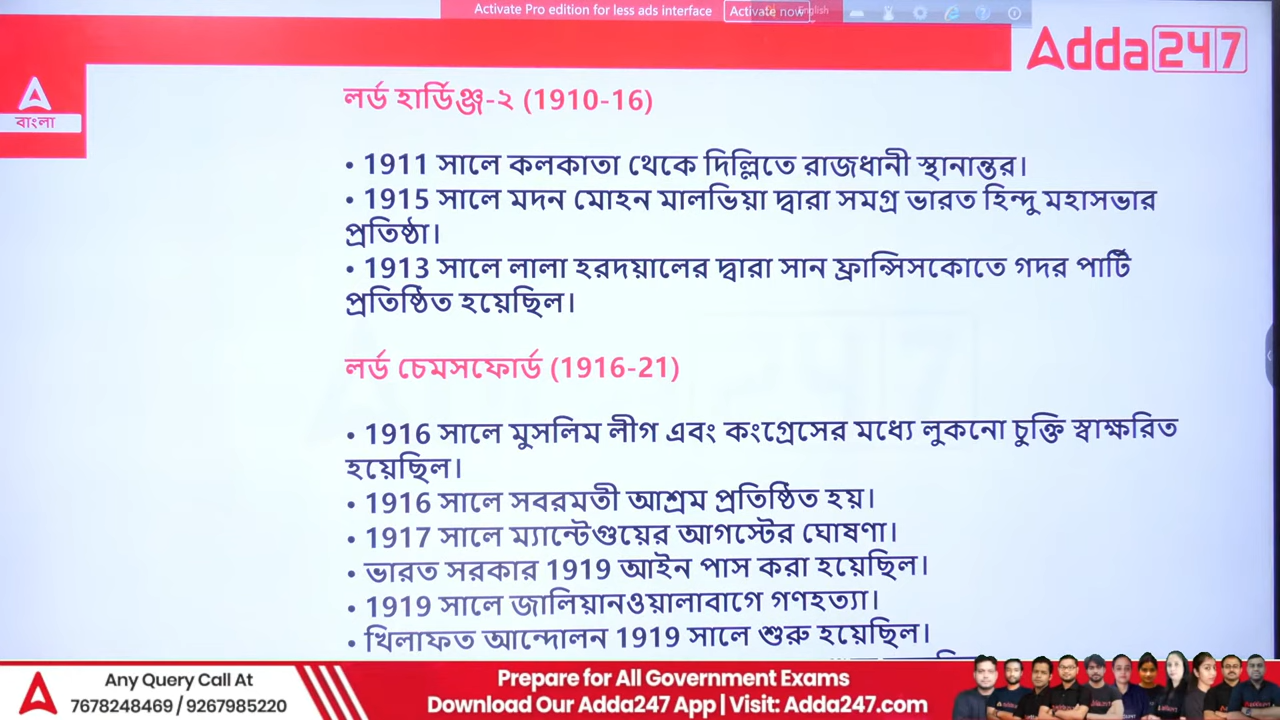 Activate Pro edition for less ads interface Activate now English
Adda247
বাংলা
লর্ড হার্ডিঞ্জ-২ (1910-16)
• 1911 সালে কলকাতা থেকে দিল্লিতে রাজধানী স্থানান্তর।
• 1915 সালে মদন মোহন মালভিয়া দ্বারা সমগ্র ভারত হিন্দু মহাসভার
প্রতিষ্ঠা।
• 1913 সালে লালা হরদয়ালের দ্বারা সান ফ্রান্সিসকোতে গদর পার্টি
প্রতিষ্ঠিত হয়েছিল।
লর্ড চেমসফোর্ড (1916-21)
• 1916 সালে মুসলিম লীগ এবং কংগ্রেসের মধ্যে লুকনো চুক্তি স্বাক্ষরিত
হয়েছিল।
• 1916 সালে সবরমতী আশ্রম প্রতিষ্ঠিত হয়।
• 1917 সালে ম্যান্টেগুয়ের আগস্টের ঘোষণা।
• ভারত সরকার 1919 আইন পাস করা হয়েছিল।
• 1919 সালে জালিয়ানওয়ালাবাগে গণহত্যা।
• খিলাফত আন্দোলন 1919 সালে শুরু হয়েছিল।
Any Query Call At
7678248469 / 9267985220
Prepare for All Government Exams
Download Our Adda247 App | Visit: Adda247.com